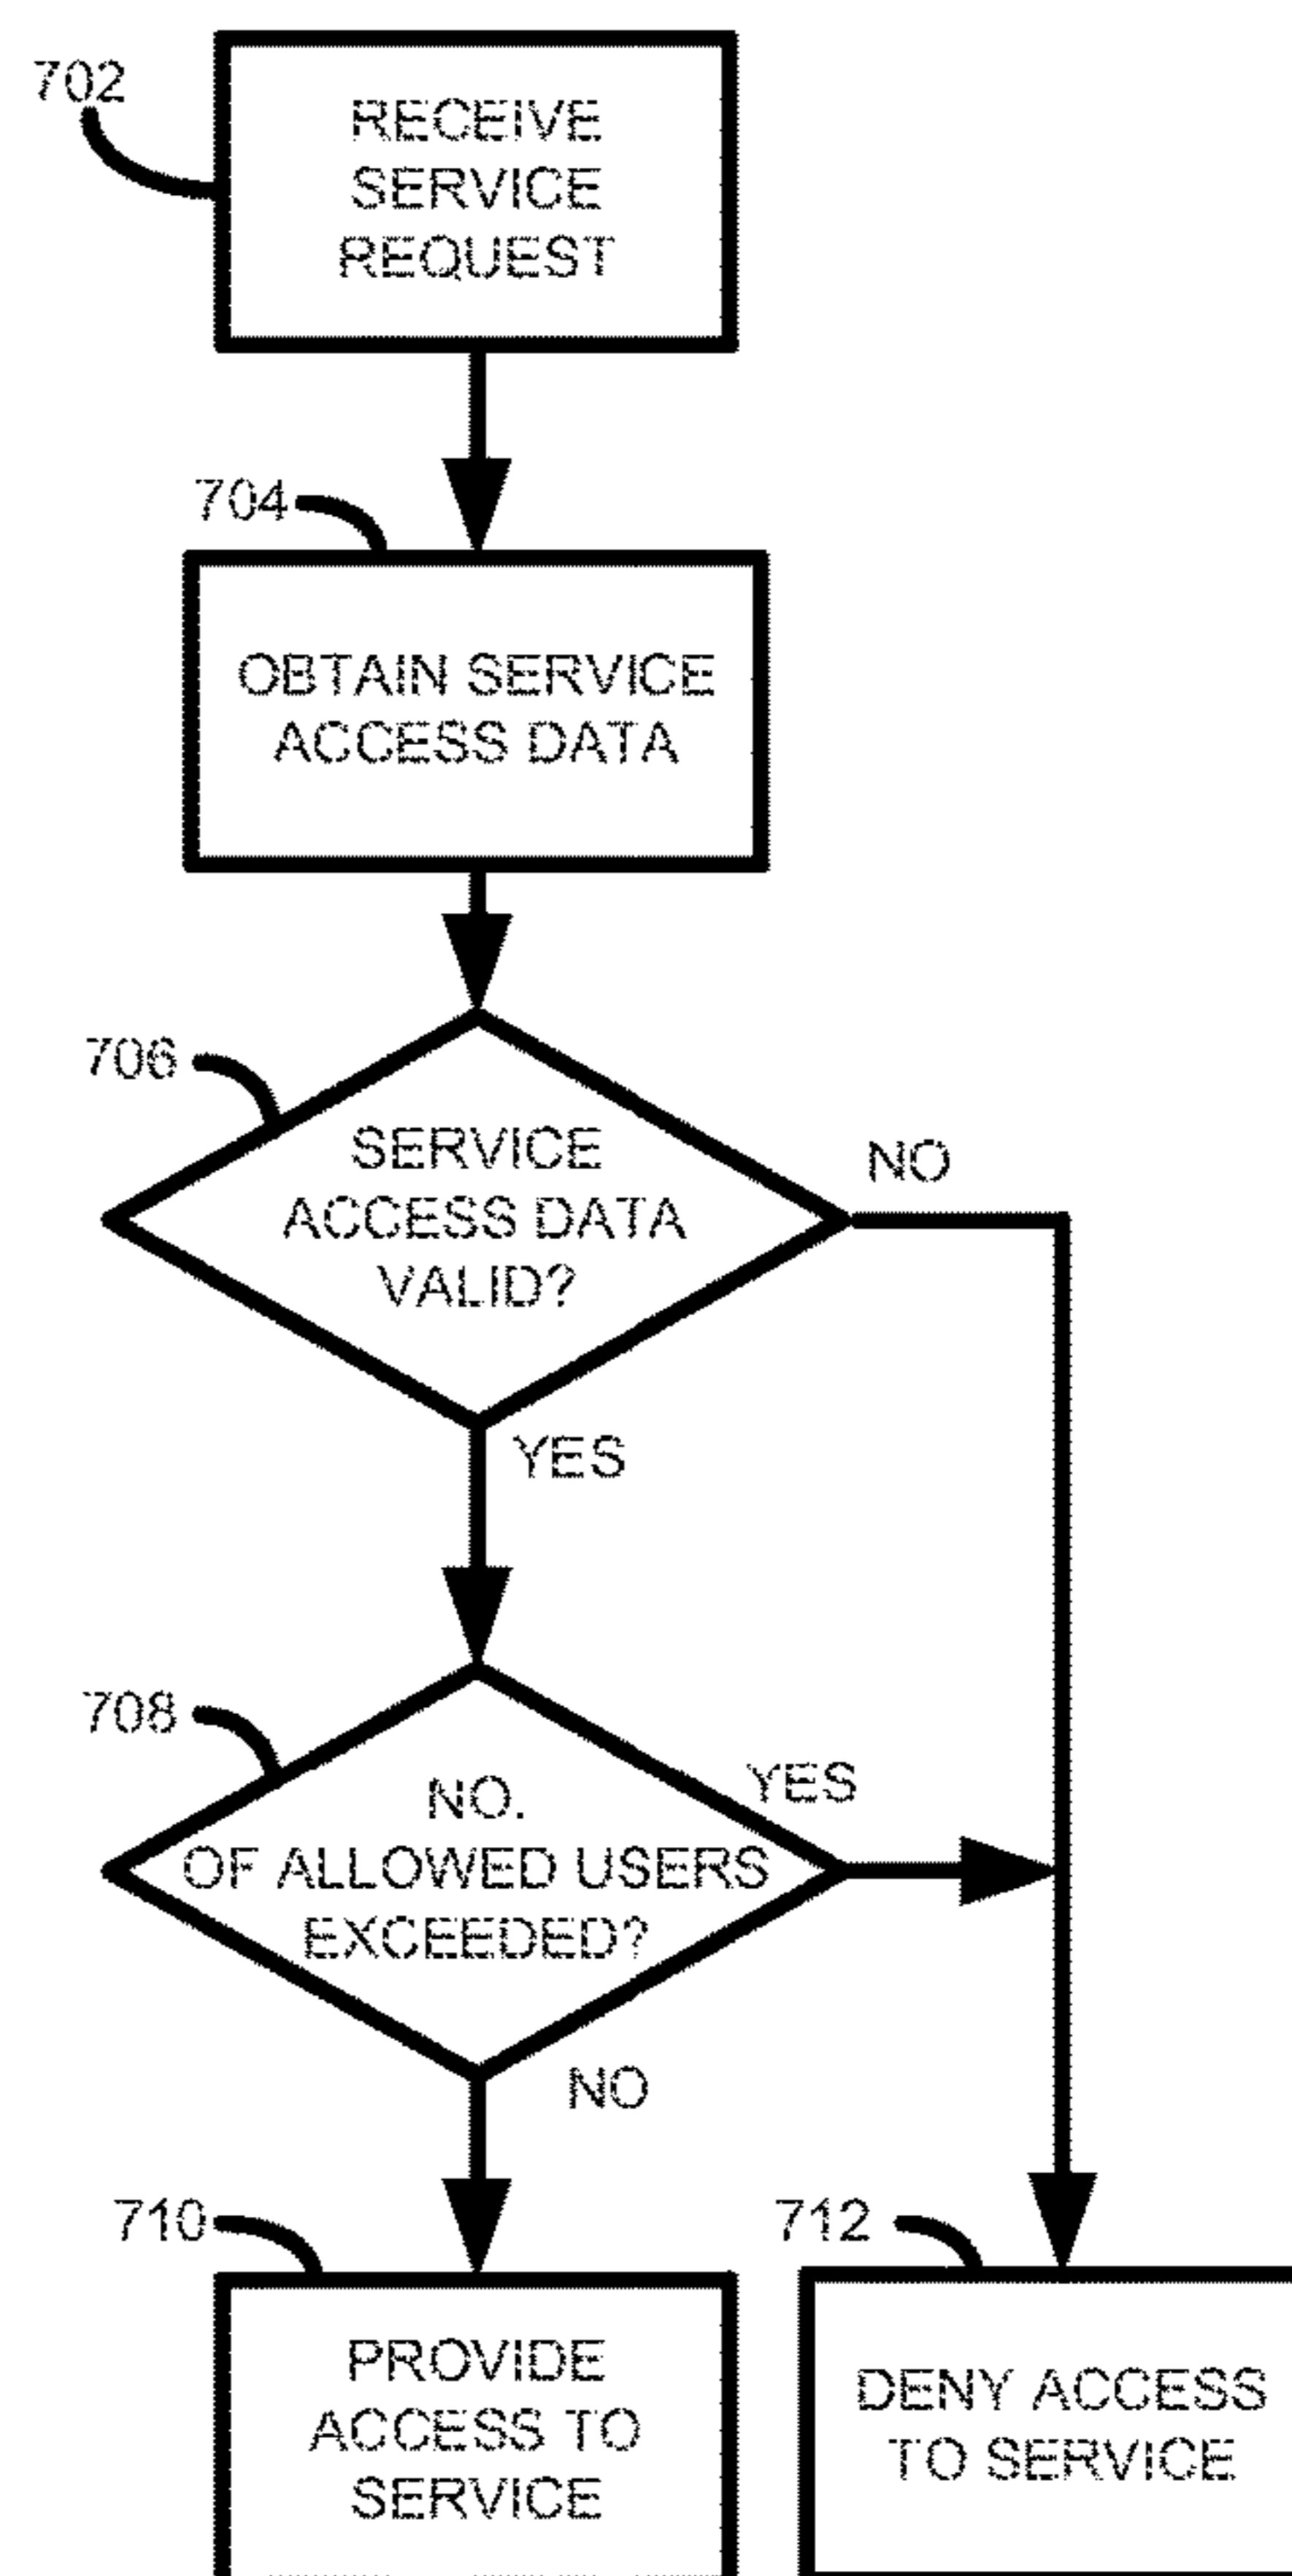 702
RECEIVE
SERVICE
REQUEST
704
OBTAIN SERVICE
ACCESS DATA
706
SERVICE
ACCESS DATA
VALID?
NO
YES
708
NO.
OF ALLOWED USERS
EXCEEDED?
YES
NO
710
PROVIDE
ACCESS TO
SERVICE
712
DENY ACCESS
TO SERVICE